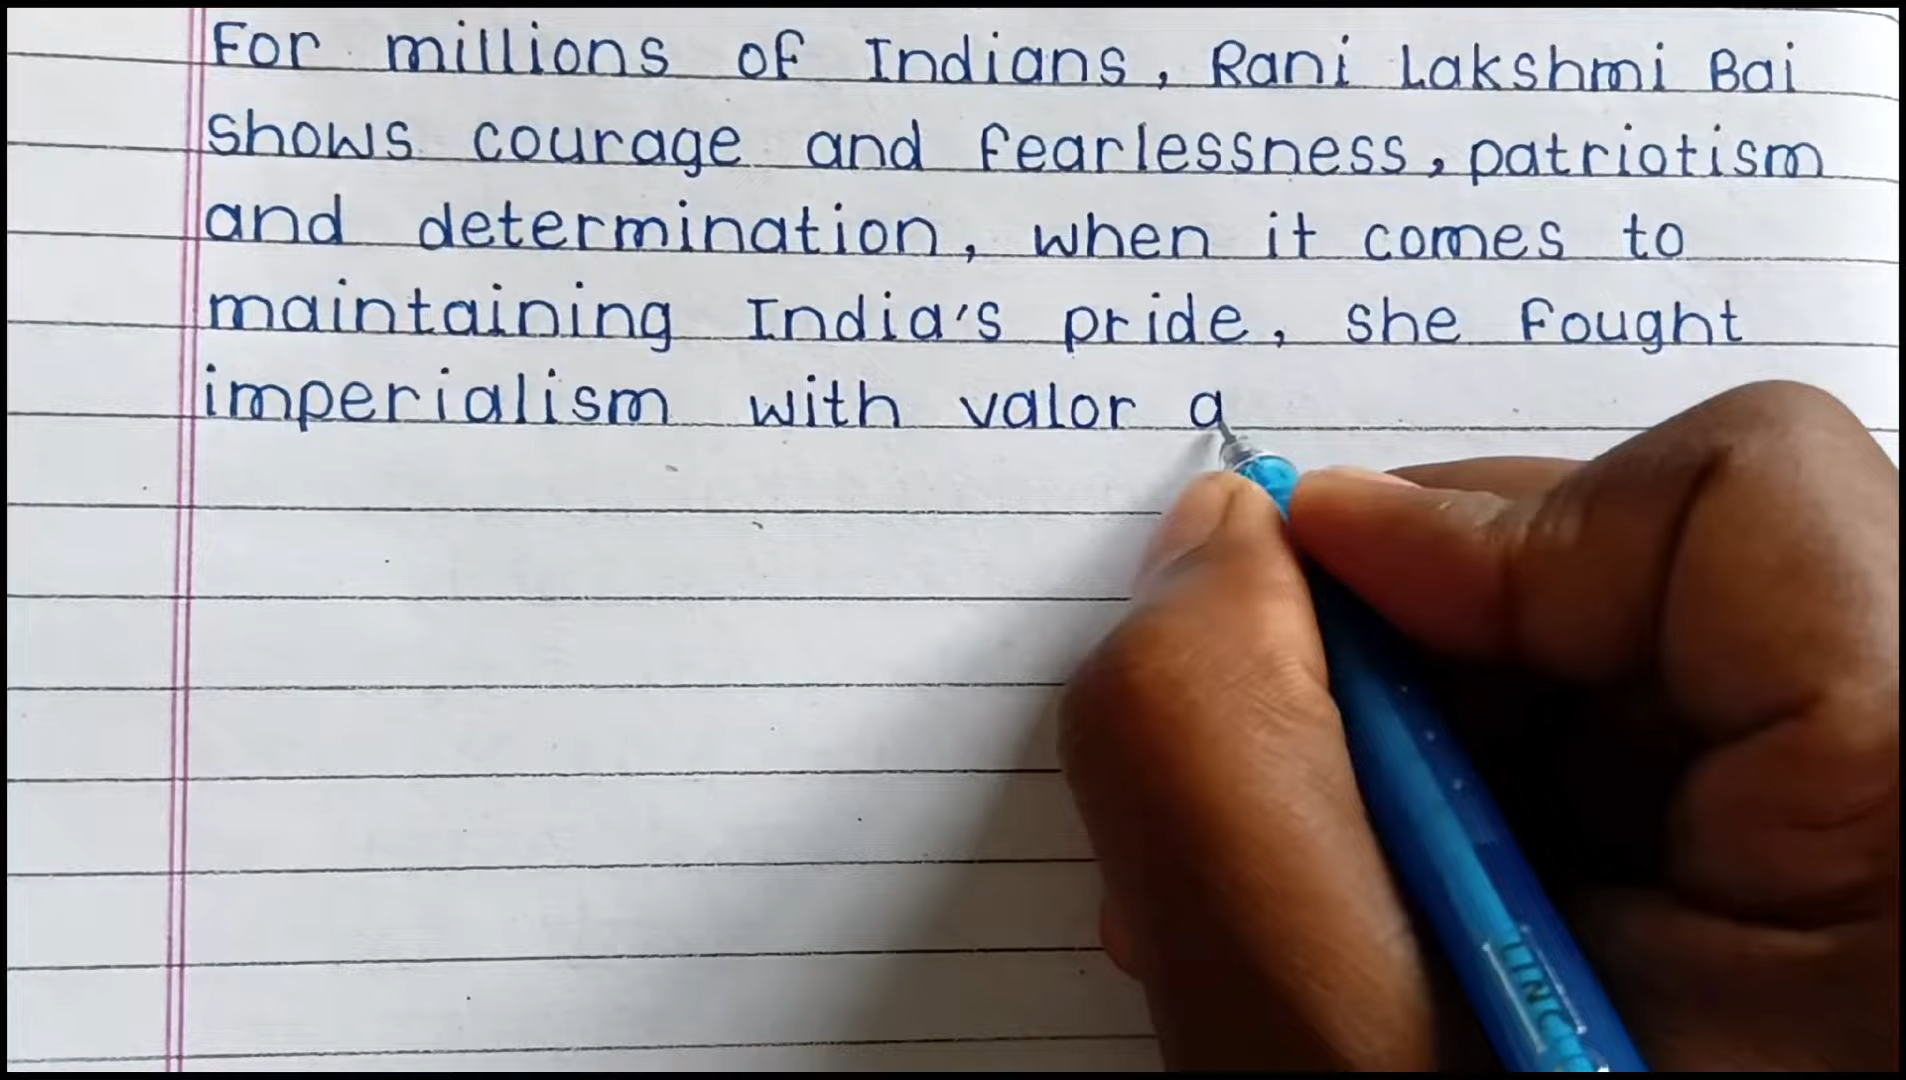 For millions of Indians, Rani Lakshmi Bai
shows courage and fearlessness, patriotism
and determination, when it comes to
maintaining India's pride, she fought
imperialism with valor a
LINC